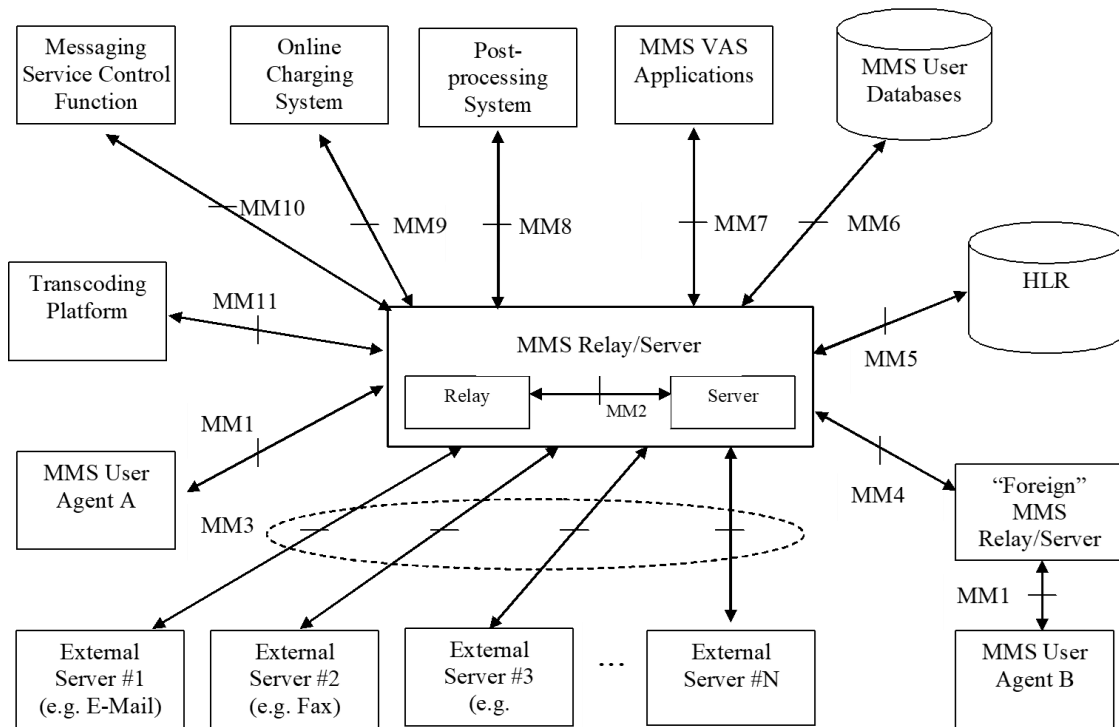 Messaging
Service Control
Function
Online
Charging
System
Post-
processing
System
MMS VAS
Applications
MMS User
Databases
MM10
MM9
MM8
MM7
MM6
Transcoding
Platform
MM11
HLR
MMS Relay/Server
MM5
Relay
MM2
Server
MM1
MMS User
Agent A
MM3
MM4
“Foreign”
MMS
Relay/Server
MM1
External
Server #1
(e.g. E-Mail)
External
Server #2
(e.g. Fax)
External
Server #3
(e.g.
...
External
Server #N
MMS User
Agent B